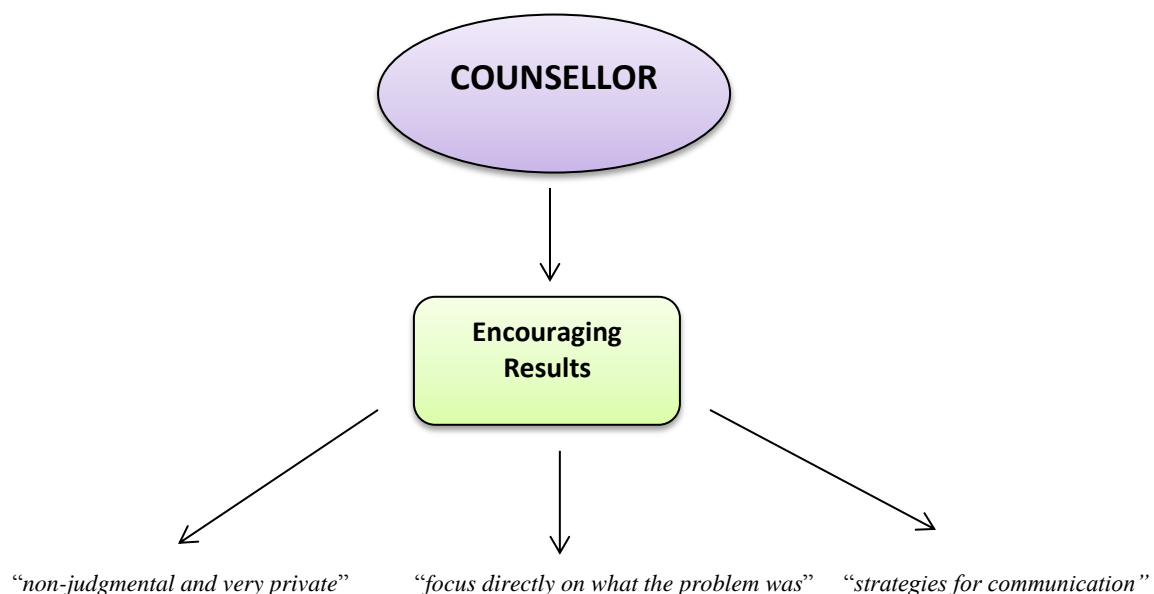 COUNSELLOR
Encouraging
Results
“non-judgmental and very private” “focus directly on what the problem was” “strategies for communication”